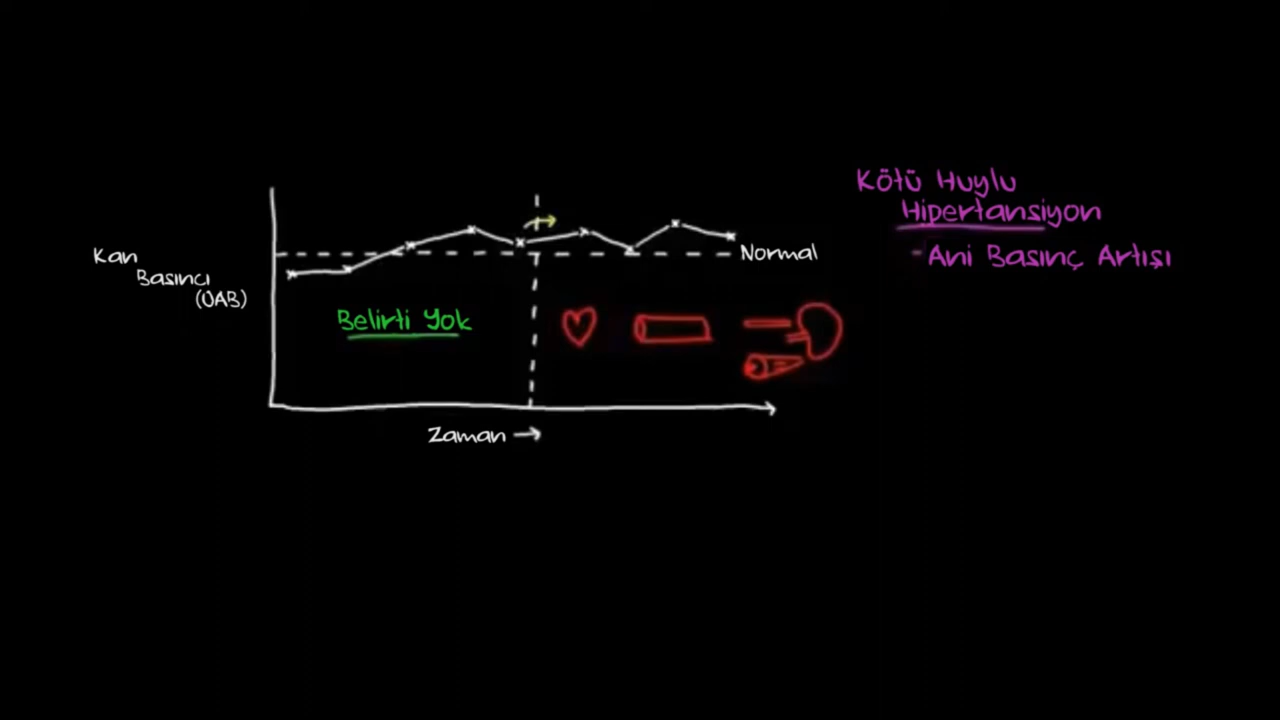 Kötü Huylu
Hipertansiyon
- Ani Basınç Artışı
Kan
Basıncı
(OAB)
Normal
Belirti Yok
Zaman →